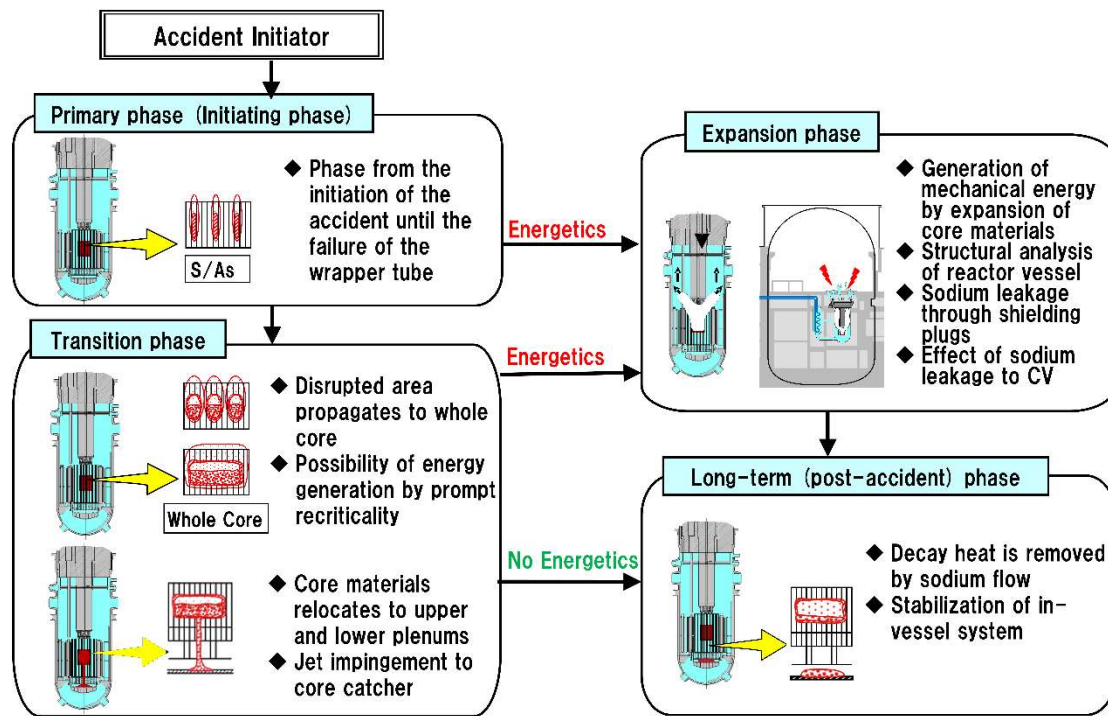 Accident Initiator
Primary phase (Initiating phase)
◆ Phase from the
initiation of the
accident until the
failure of the
wrapper tube
S/As
Energetics
Transition phase
◆ Disrupted area
propagates to whole
core
◆ Possibility of energy
generation by prompt
recriticality
Whole Core
◆ Core materials
relocates to upper
and lower plenums
◆ Jet impingement to
core catcher
Energetics
No Energetics
Expansion phase
◆ Generation of
mechanical energy
by expansion of
core materials
◆ Structural analysis
of reactor vessel
◆ Sodium leakage
through shielding
plugs
◆ Effect of sodium
leakage to CV
Long-term (post-accident) phase
◆ Decay heat is removed
by sodium flow
◆ Stabilization of in-
vessel system